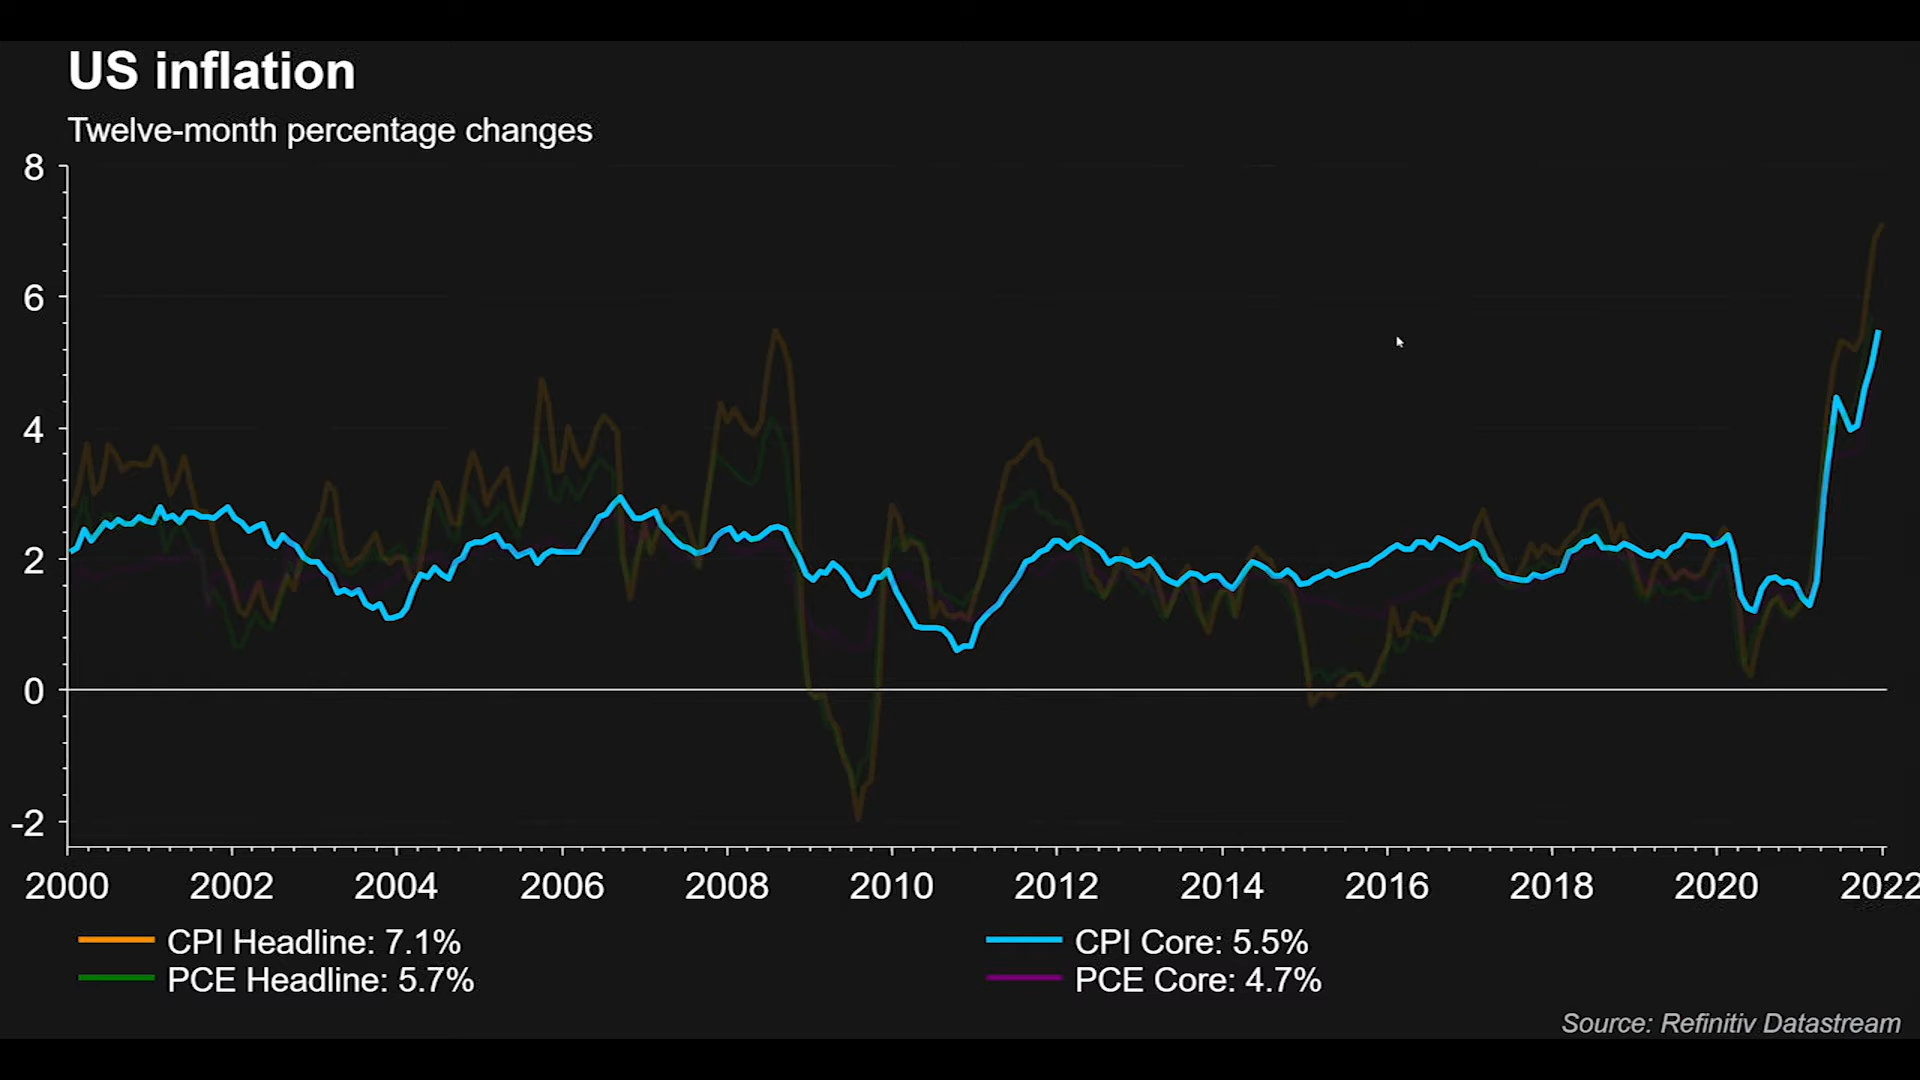 US inflation
Twelve-month percentage changes
8
6
4
2
0
-2
2000 2002 2004 2006 2008 2010 2012 2014 2016 2018 2020 2022
CPI Headline: 7.1% CPI Core: 5.5%
PCE Headline: 5.7% PCE Core: 4.7%
Source: Refinitiv Datastream